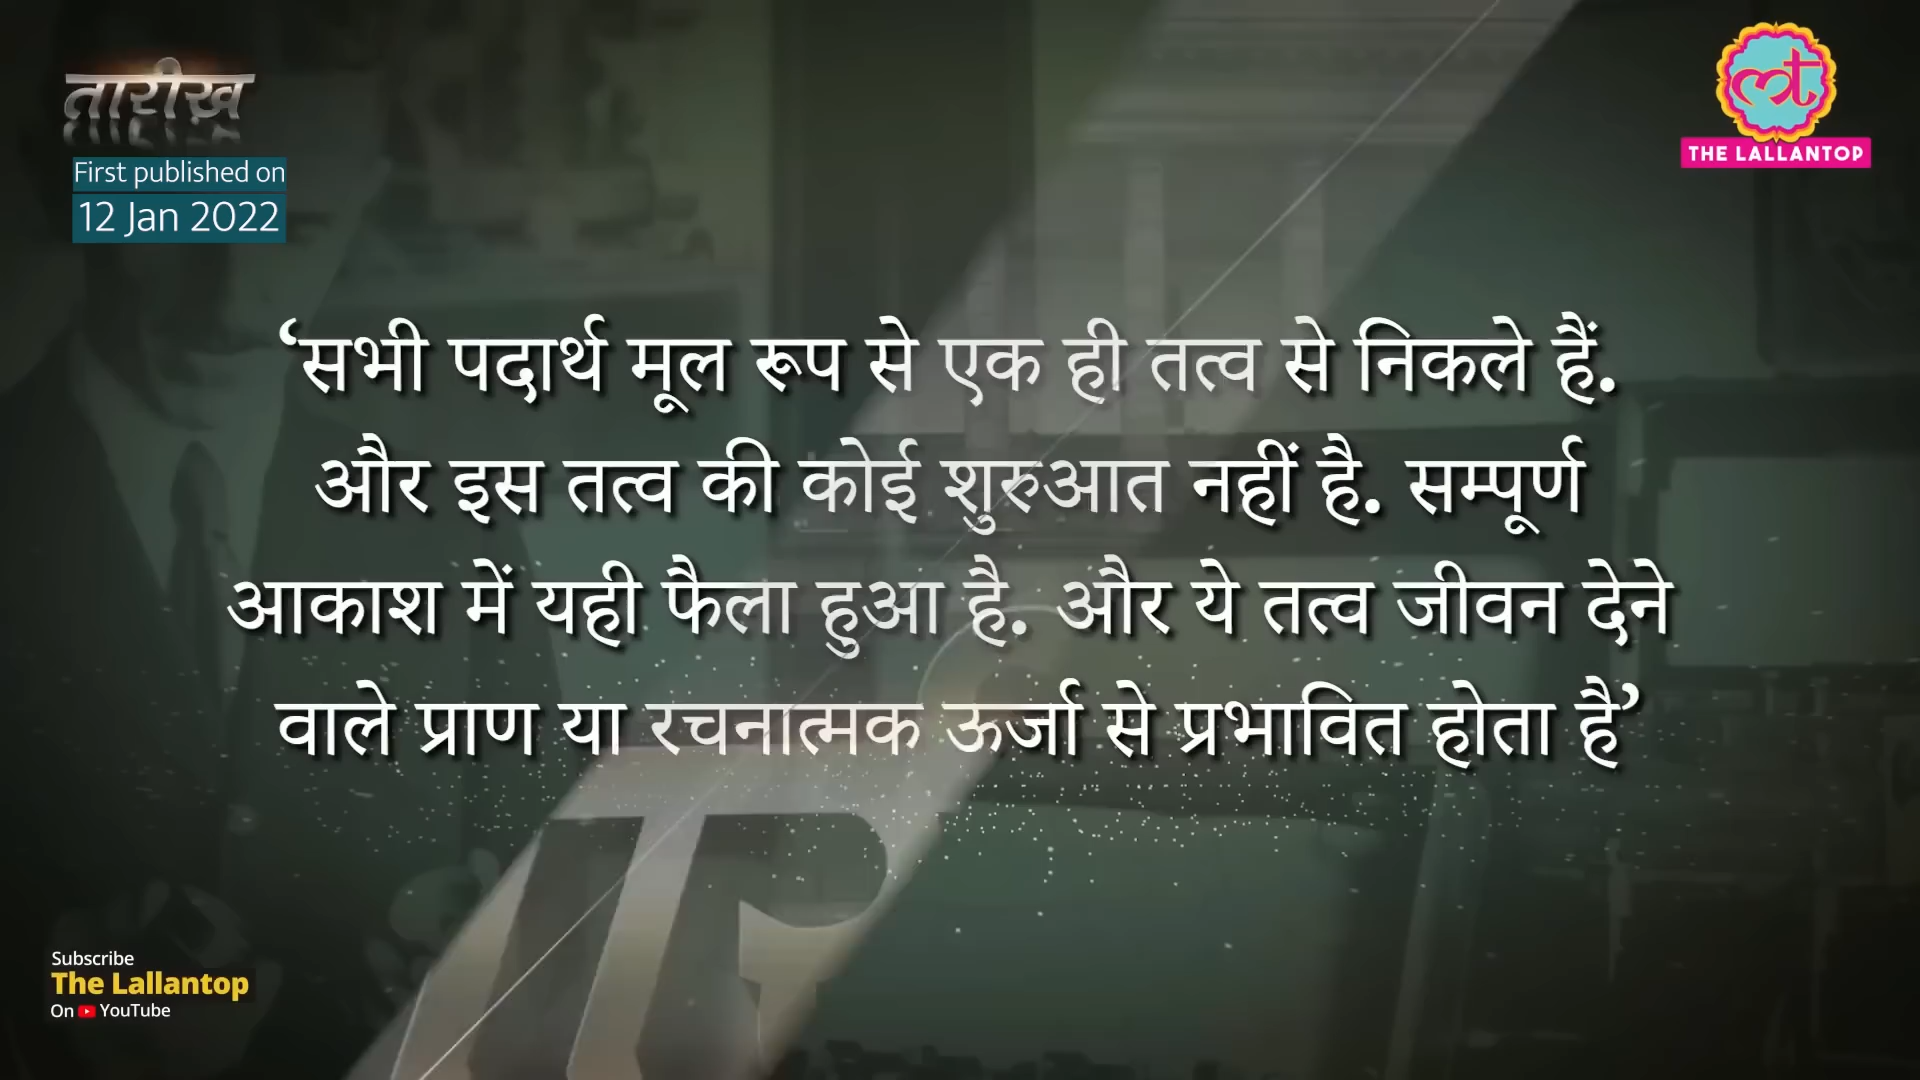 तारीख़
First published on
12 Jan 2022
THE LALLANTOP
‘सभी पदार्थ मूल रूप से एक ही तत्व से निकले हैं.
और इस तत्व की कोई शुरुआत नहीं है. सम्पूर्ण
आकाश में यही फैला हुआ है. और ये तत्व जीवन देने
वाले प्राण या रचनात्मक ऊर्जा से प्रभावित होता है’
Subscribe
The Lallantop
On YouTube